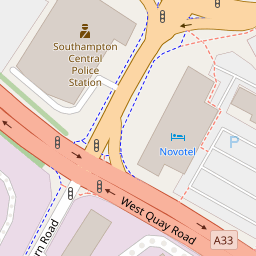 Southampton
Central
Police
Station
Novotel
P
West Quay Road
A33
rn Road